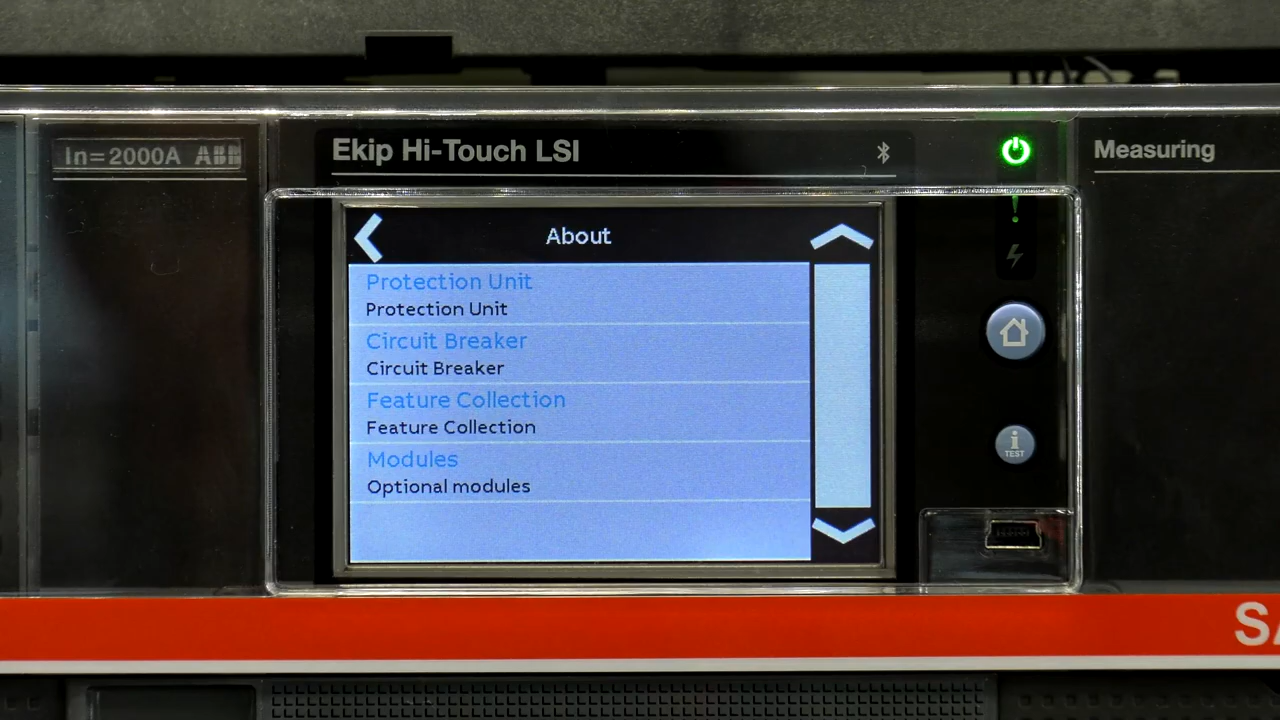 In=2000A ABB
Ekip Hi-Touch LSI
Measuring
About
Protection Unit
Protection Unit
Circuit Breaker
Circuit Breaker
Feature Collection
Feature Collection
Modules
Optional modules
i
TEST
SA